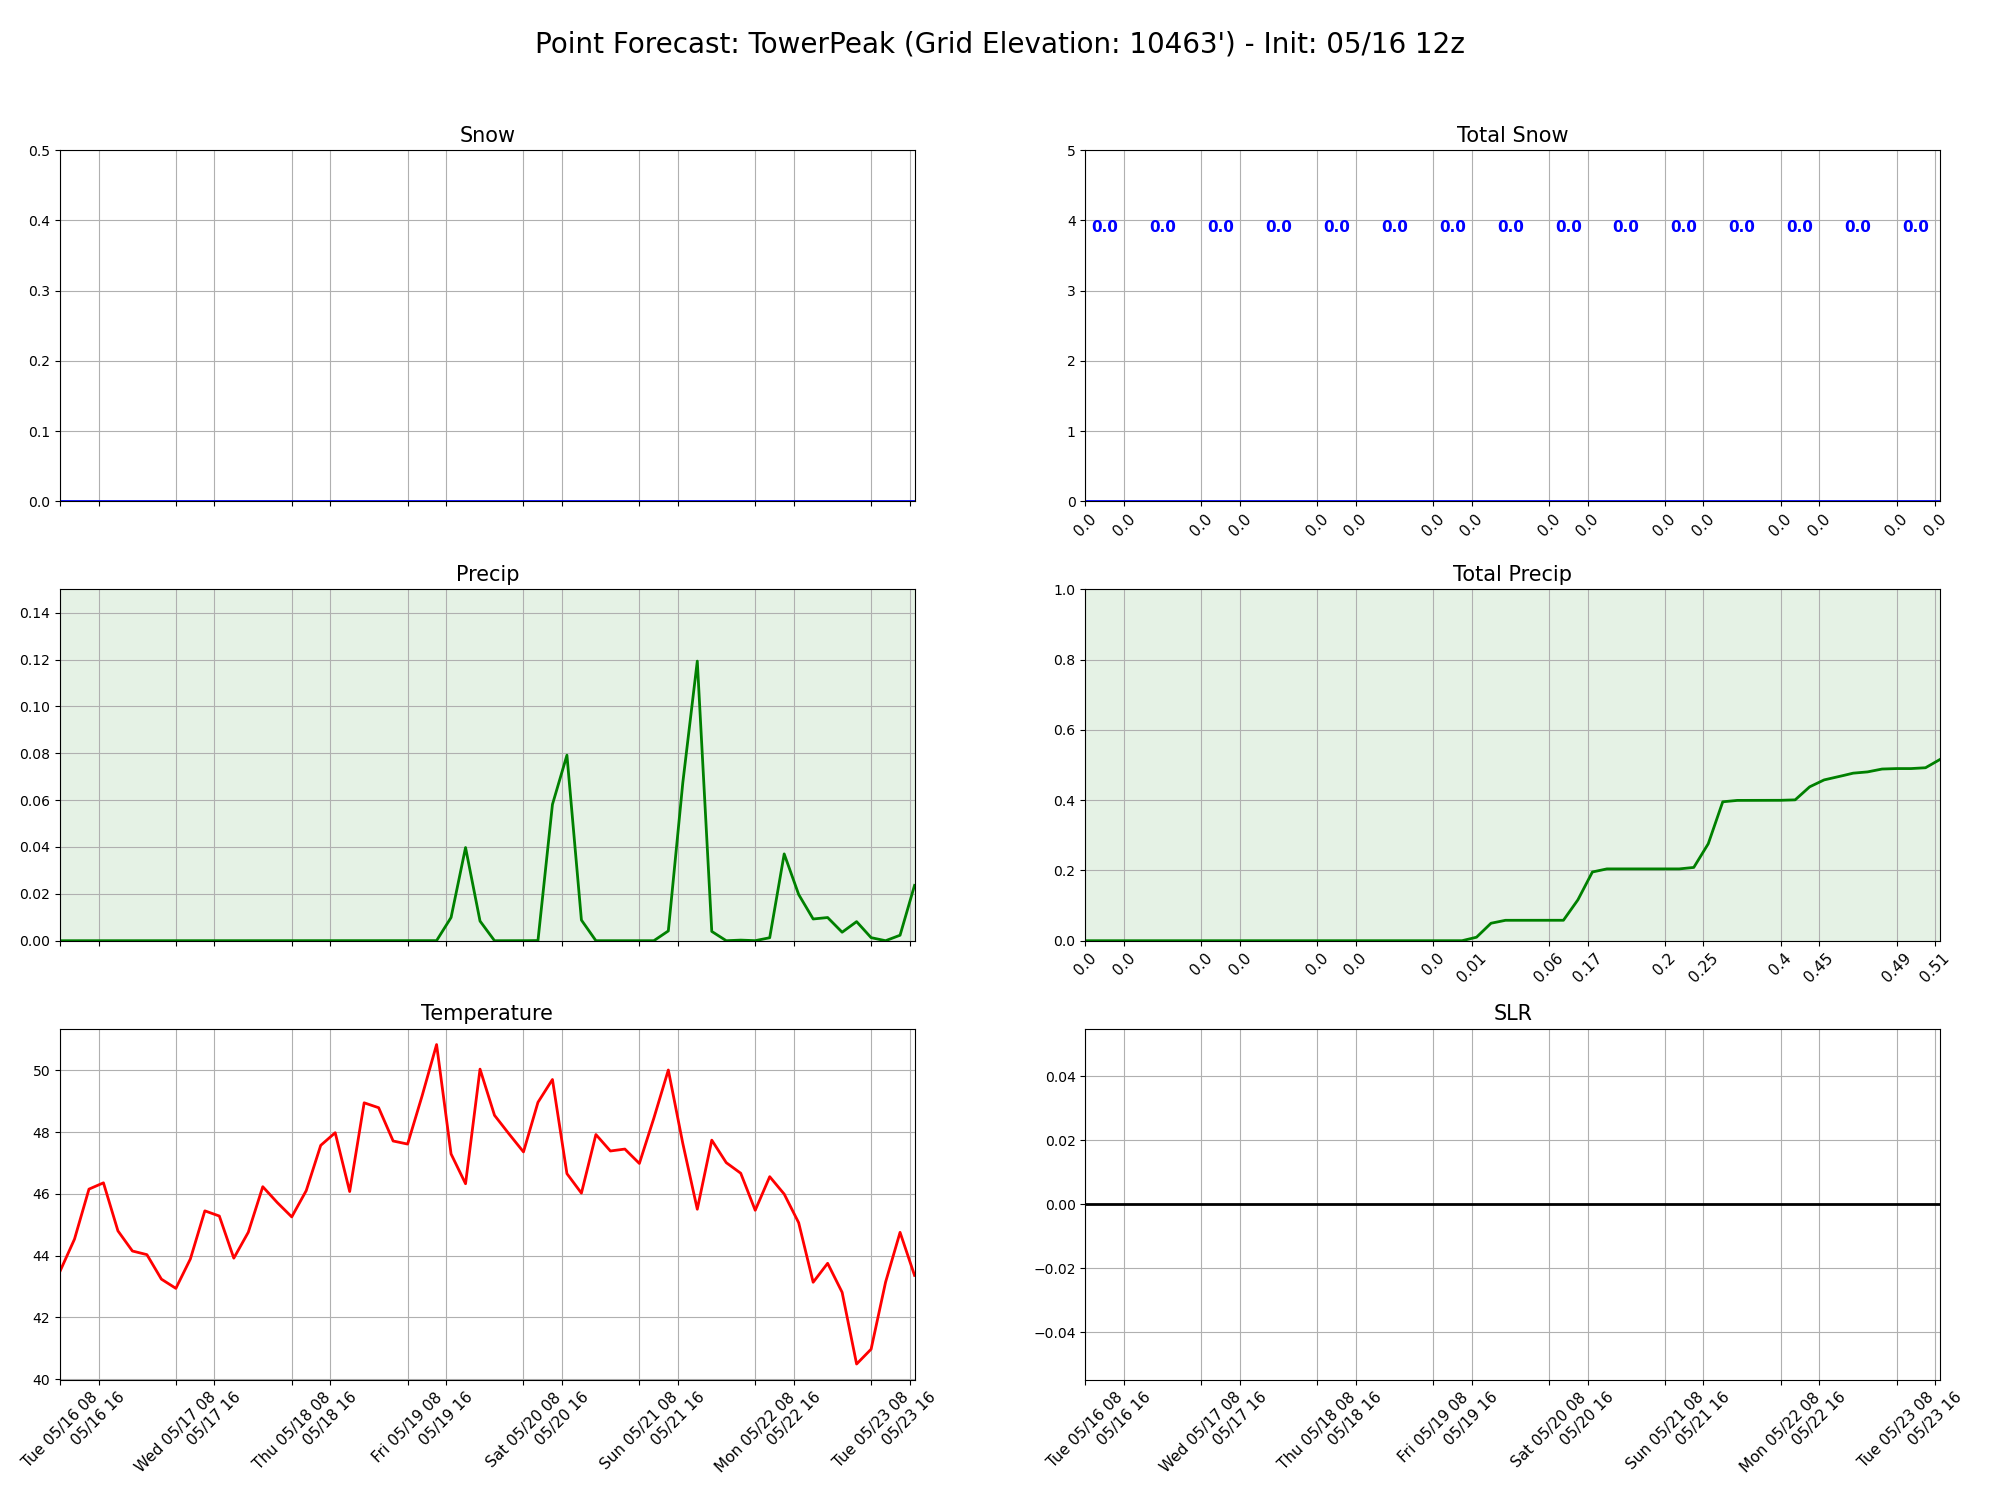 Point Forecast: TowerPeak (Grid Elevation: 10463') - Init: 05/16 12z
Snow
0.5
0.4
0.3
0.2
0.1
0.0
Total Snow
5
4
3
2
1
0
0.0 0.0 0.0 0.0 0.0 0.0 0.0 0.0 0.0 0.0 0.0 0.0 0.0 0.0 0.0
0.0 0.0 0.0 0.0 0.0 0.0 0.0 0.0 0.0 0.0 0.0 0.0 0.0 0.0 0.0 0.0
Precip
0.14
0.12
0.10
0.08
0.06
0.04
0.02
0.00
Total Precip
1.0
0.8
0.6
0.4
0.2
0.0
0.0 0.0 0.0 0.0 0.0 0.0 0.0 0.01 0.06 0.17 0.2 0.25 0.4 0.45 0.49 0.51
Temperature
50
48
46
44
42
40
Tue 05/16 08
05/16 16
Wed 05/17 08
05/17 16
Thu 05/18 08
05/18 16
Fri 05/19 08
05/19 16
Sat 05/20 08
05/20 16
Sun 05/21 08
05/21 16
Mon 05/22 08
05/22 16
Tue 05/23 08
05/23 16
SLR
0.04
0.02
0.00
−0.02
−0.04
Tue 05/16 08
05/16 16
Wed 05/17 08
05/17 16
Thu 05/18 08
05/18 16
Fri 05/19 08
05/19 16
Sat 05/20 08
05/20 16
Sun 05/21 08
05/21 16
Mon 05/22 08
05/22 16
Tue 05/23 08
05/23 16